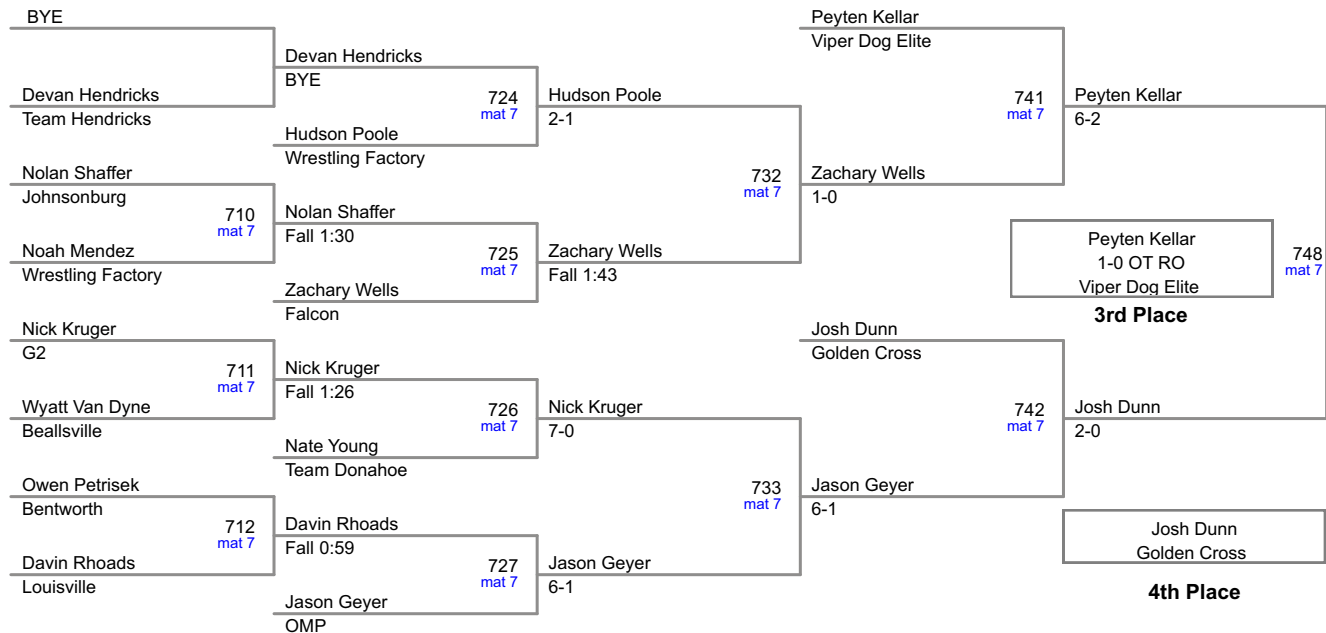 BYE
Devan Hendricks
Team Hendricks
Nolan Shaffer
Johnsonburg
710
mat 7
Noah Mendez
Wrestling Factory
Nick Kruger
G2
711
mat 7
Wyatt Van Dyne
Beallsville
Owen Petrisek
Bentworth
712
mat 7
Davin Rhoads
Louisville
Devan Hendricks
BYE
724
mat 7
Hudson Poole
Wrestling Factory
Nolan Shaffer
Fall 1:30
725
mat 7
Zachary Wells
Falcon
Nick Kruger
Fall 1:26
726
mat 7
Nate Young
Team Donahoe
Davin Rhoads
Fall 0:59
727
mat 7
Jason Geyer
OMP
Hudson Poole
2-1
732
mat 7
Zachary Wells
Fall 1:43
Nick Kruger
7-0
733
mat 7
Jason Geyer
6-1
Peyten Kellar
Viper Dog Elite
741
mat 7
Zachary Wells
1-0
Josh Dunn
Golden Cross
742
mat 7
Jason Geyer
6-1
Peyten Kellar
6-2
748
mat 7
Josh Dunn
2-0
Peyten Kellar
1-0 OT RO
Viper Dog Elite
3rd Place
Josh Dunn
Golden Cross
4th Place